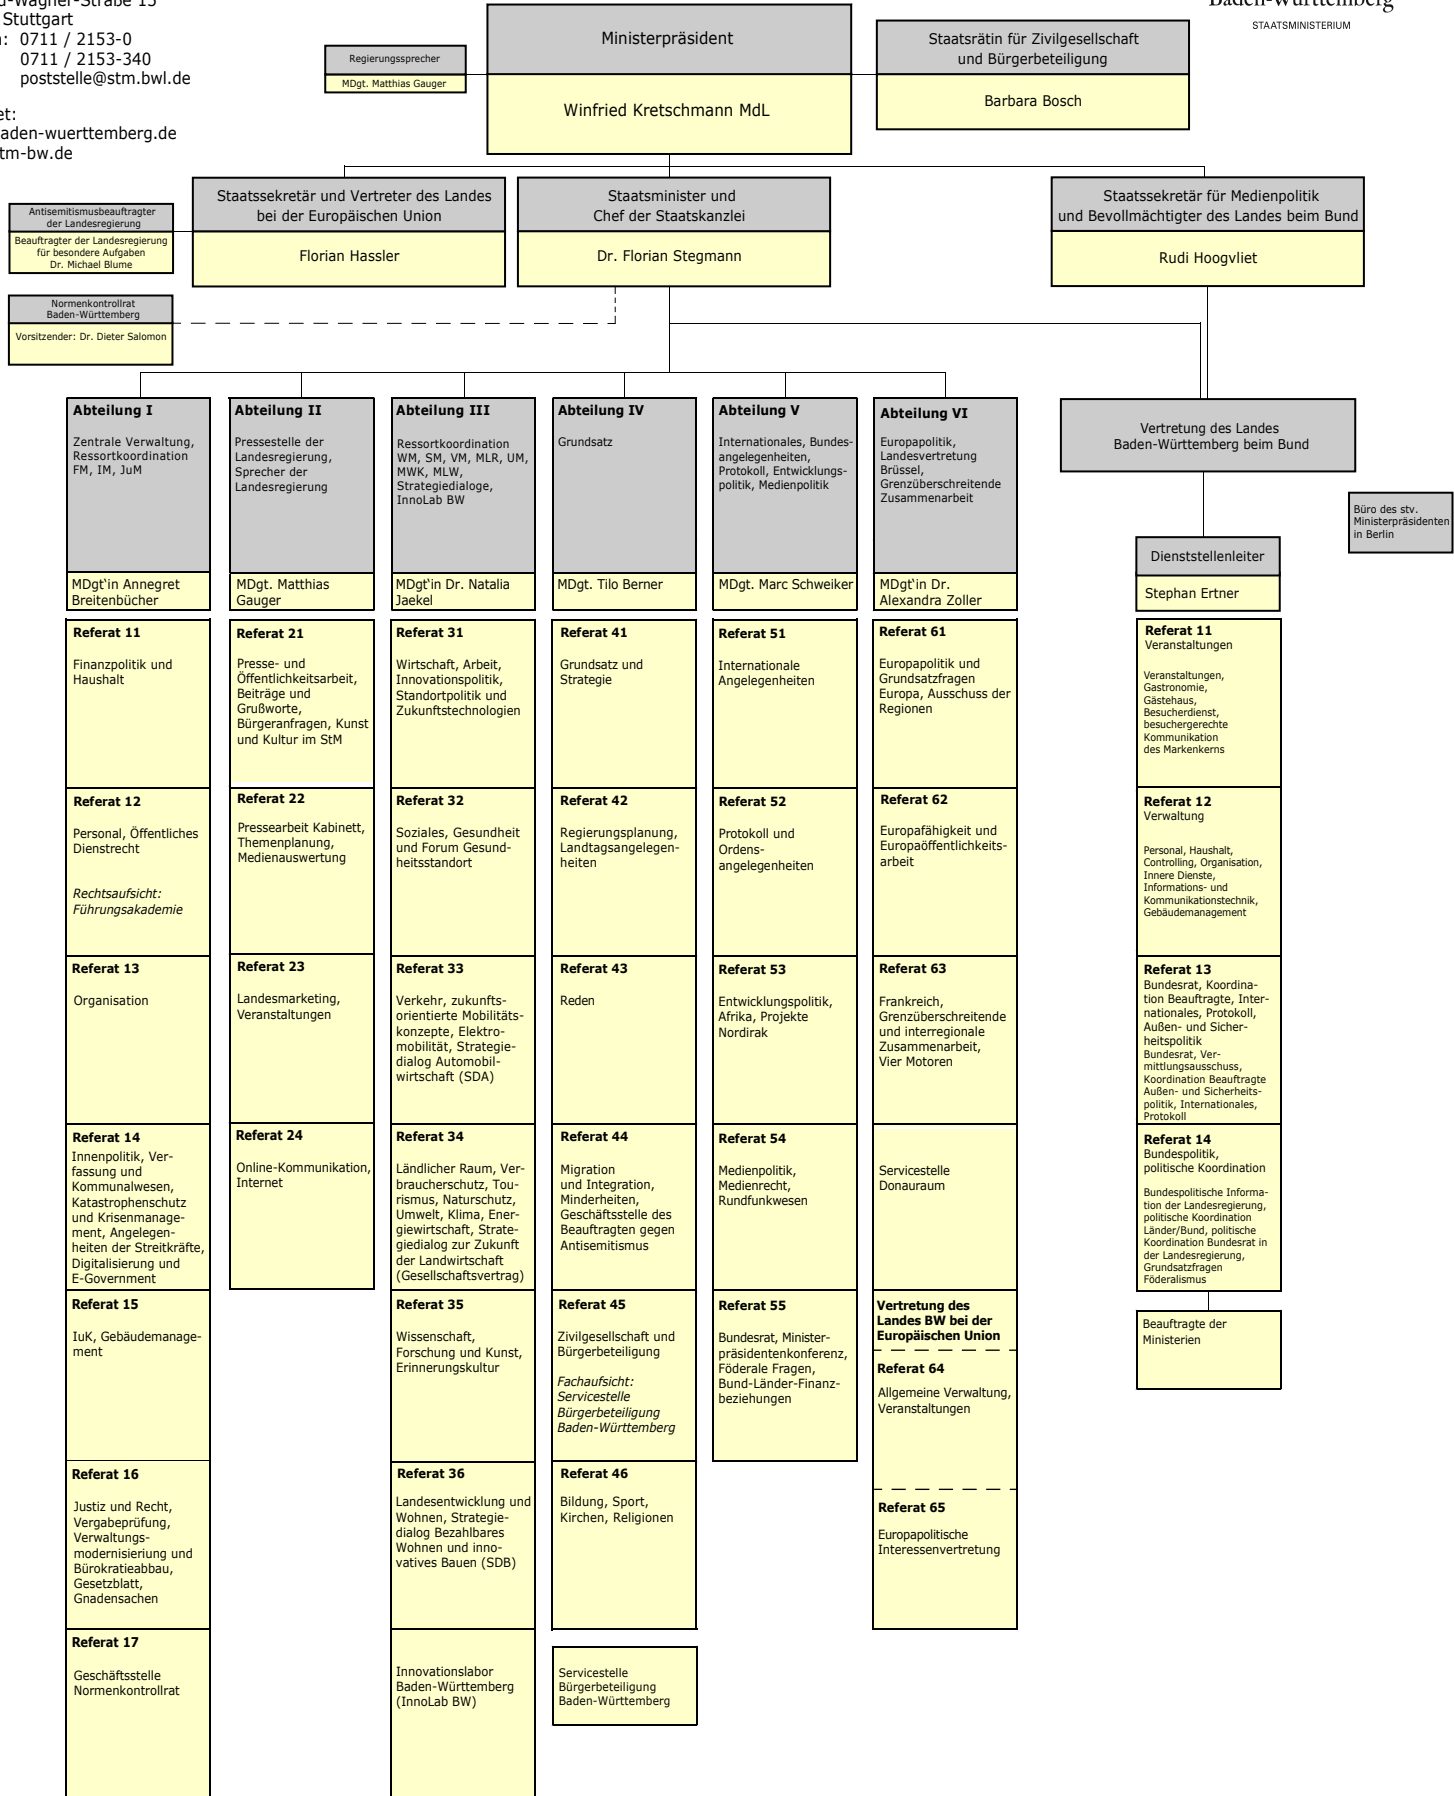 Stuttgart
0711 / 2153-0
0711 / 2153-340
poststelle@stm.bwl.de
Baden-Württemberg
STAATSMINISTERIUM
Ministerpräsident
Winfried Kretschmann MdL
Regierungssprecher
MDgt. Matthias Gauger
Staatsrätin für Zivilgesellschaft
und Bürgerbeteiligung
Barbara Bosch
Staatssekretär und Vertreter des Landes
bei der Europäischen Union
Florian Hassler
Staatsminister und
Chef der Staatskanzlei
Dr. Florian Stegmann
Staatssekretär für Medienpolitik
und Bevollmächtigter des Landes beim Bund
Rudi Hoogvliet
Antisemitismusbeauftragter
der Landesregierung
Beauftragter der Landesregierung
für besondere Aufgaben
Dr. Michael Blume
Normenkontrollrat
Baden-Württemberg
Vorsitzender: Dr. Dieter Salomon
Abteilung I
Zentrale Verwaltung,
Ressortkoordination
FM, IM, JuM
MDgt‘in Annegret
Breitenbücher
Referat 11
Finanzpolitik und
Haushalt
Referat 12
Personal, Öffentliches
Dienstrecht
Rechtsaufsicht:
Führungsakademie
Referat 13
Organisation
Referat 14
Innenpolitik, Ver-
fassung und
Kommunalwesen,
Katastrophenschutz
und Krisenmanage-
ment, Angelegen-
heiten der Streitkräfte,
Digitalisierung und
E-Government
Referat 15
IuK, Gebäudemanage-
ment
Referat 16
Justiz und Recht,
Vergabeprüfung,
Verwaltungs-
modernisieriung und
Bürokratieabbau,
Gesetzblatt,
Gnadensachen
Referat 17
Geschäftsstelle
Normenkontrollrat
Abteilung II
Pressestelle der
Landesregierung,
Sprecher der
Landesregierung
MDgt. Matthias
Gauger
Referat 21
Presse- und
Öffentlichkeitsarbeit,
Beiträge und
Grußworte,
Bürgeranfragen, Kunst
und Kultur im StM
Referat 22
Pressearbeit Kabinett,
Themenplanung,
Medienauswertung
Referat 23
Landesmarketing,
Veranstaltungen
Referat 24
Online-Kommunikation,
Internet
Abteilung III
Ressortkoordination
WM, SM, VM, MLR, UM,
MWK, MLW,
Strategiedialoge,
InnoLab BW
MDgt‘in Dr. Natalia
Jaekel
Referat 31
Wirtschaft, Arbeit,
Innovationspolitik,
Standortpolitik und
Zukunftstechnologien
Referat 32
Soziales, Gesundheit
und Forum Gesund-
heitsstandort
Referat 33
Verkehr, zukunfts-
orientierte Mobilitäts-
konzepte, Elektro-
mobilität, Strategie-
dialog Automobil-
wirtschaft (SDA)
Referat 34
Ländlicher Raum, Ver-
braucherschutz, Tou-
rismus, Naturschutz,
Umwelt, Klima, Ener-
giewirtschaft, Strate-
giedialog zur Zukunft
der Landwirtschaft
(Gesellschaftsvertrag)
Referat 35
Wissenschaft,
Forschung und Kunst,
Erinnerungskultur
Referat 36
Landesentwicklung und
Wohnen, Strategie-
dialog Bezahlbares
Wohnen und inno-
vatives Bauen (SDB)
Innovationslabor
Baden-Württemberg
(InnoLab BW)
Abteilung IV
Grundsatz
MDgt. Tilo Berner
Referat 41
Grundsatz und
Strategie
Referat 42
Regierungsplanung,
Landtagsangelegen-
heiten
Referat 43
Reden
Referat 44
Migration
und Integration,
Minderheiten,
Geschäftsstelle des
Beauftragten gegen
Antisemitismus
Referat 45
Zivilgesellschaft und
Bürgerbeteiligung
Fachaufsicht:
Servicestelle
Bürgerbeteiligung
Baden-Württemberg
Referat 46
Bildung, Sport,
Kirchen, Religionen
Servicestelle
Bürgerbeteiligung
Baden-Württemberg
Abteilung V
Internationales, Bundes-
angelegenheiten,
Protokoll, Entwicklungs-
politik, Medienpolitik
MDgt. Marc Schweiker
Referat 51
Internationale
Angelegenheiten
Referat 52
Protokoll und
Ordens-
angelegenheiten
Referat 53
Entwicklungspolitik,
Afrika, Projekte
Nordirak
Referat 54
Medienpolitik,
Medienrecht,
Rundfunkwesen
Referat 55
Bundesrat, Minister-
präsidentenkonferenz,
Föderale Fragen,
Bund-Länder-Finanz-
beziehungen
Abteilung VI
Europapolitik,
Landesvertretung
Brüssel,
Grenzüberschreitende
Zusammenarbeit
MDgt‘in Dr.
Alexandra Zoller
Referat 61
Europapolitik und
Grundsatzfragen
Europa, Ausschuss der
Regionen
Referat 62
Europafähigkeit und
Europaöffentlichkeits-
arbeit
Referat 63
Frankreich,
Grenzüberschreitende
und interregionale
Zusammenarbeit,
Vier Motoren
Servicestelle
Donauraum
Vertretung des
Landes BW bei der
Europäischen Union
Referat 64
Allgemeine Verwaltung,
Veranstaltungen
Referat 65
Europapolitische
Interessenvertretung
Vertretung des Landes
Baden-Württemberg beim Bund
Büro des stv.
Ministerpräsidenten
in Berlin
Dienststellenleiter
Stephan Ertner
Referat 11
Veranstaltungen
Veranstaltungen,
Gastronomie,
Gästehaus,
Besucherdienst,
besuchergerechte
Kommunikation
des Markenkerns
Referat 12
Verwaltung
Personal, Haushalt,
Controlling, Organisation,
Innere Dienste,
Informations- und
Kommunikationstechnik,
Gebäudemanagement
Referat 13
Bundesrat, Koordina-
tion Beauftragte, Inter-
nationales, Protokoll,
Außen- und Sicher-
heitspolitik
Bundesrat, Ver-
mittlungsausschuss,
Koordination Beauftragte
Außen- und Sicherheits-
politik, Internationales,
Protokoll
Referat 14
Bundespolitik,
politische Koordination
Bundespolitische Informa-
tion der Landesregierung,
politische Koordination
Länder/Bund, politische
Koordination Bundesrat in
der Landesregierung,
Grundsatzfragen
Föderalismus
Beauftragte der
Ministerien